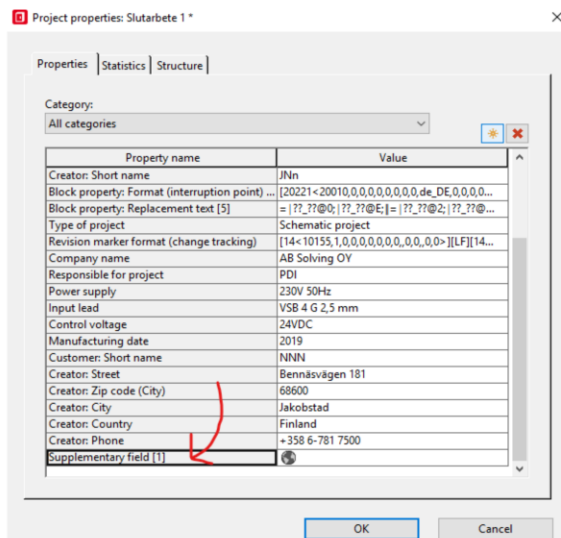 Project properties: Slutarbete 1 *
Properties Statistics Structure
Category:
All categories
Property name Value
Creator: Short name JNn
Block property: Format (interruption point) ... [20221<20010,0,0,0,0,0,0,0,0,de_DE,0,0,0,0...
Block property: Replacement text [5] =|??_??@0;|??_??@E;‖=|??_??@2;|??_??@...
Type of project Schematic project
Revision marker format (change tracking) [14<10155,1,0,0,0,0,0,0,,0,0,,0,0>][LF][14...
Company name AB Solving OY
Responsible for project PDI
Power supply 230V 50Hz
Input lead VSB 4 G 2,5 mm
Control voltage 24VDC
Manufacturing date 2019
Customer: Short name NNN
Creator: Street Bennäsvägen 181
Creator: Zip code (City) 68600
Creator: City Jakobstad
Creator: Country Finland
Creator: Phone +358 6-781 7500
Supplementary field [1]
OK Cancel